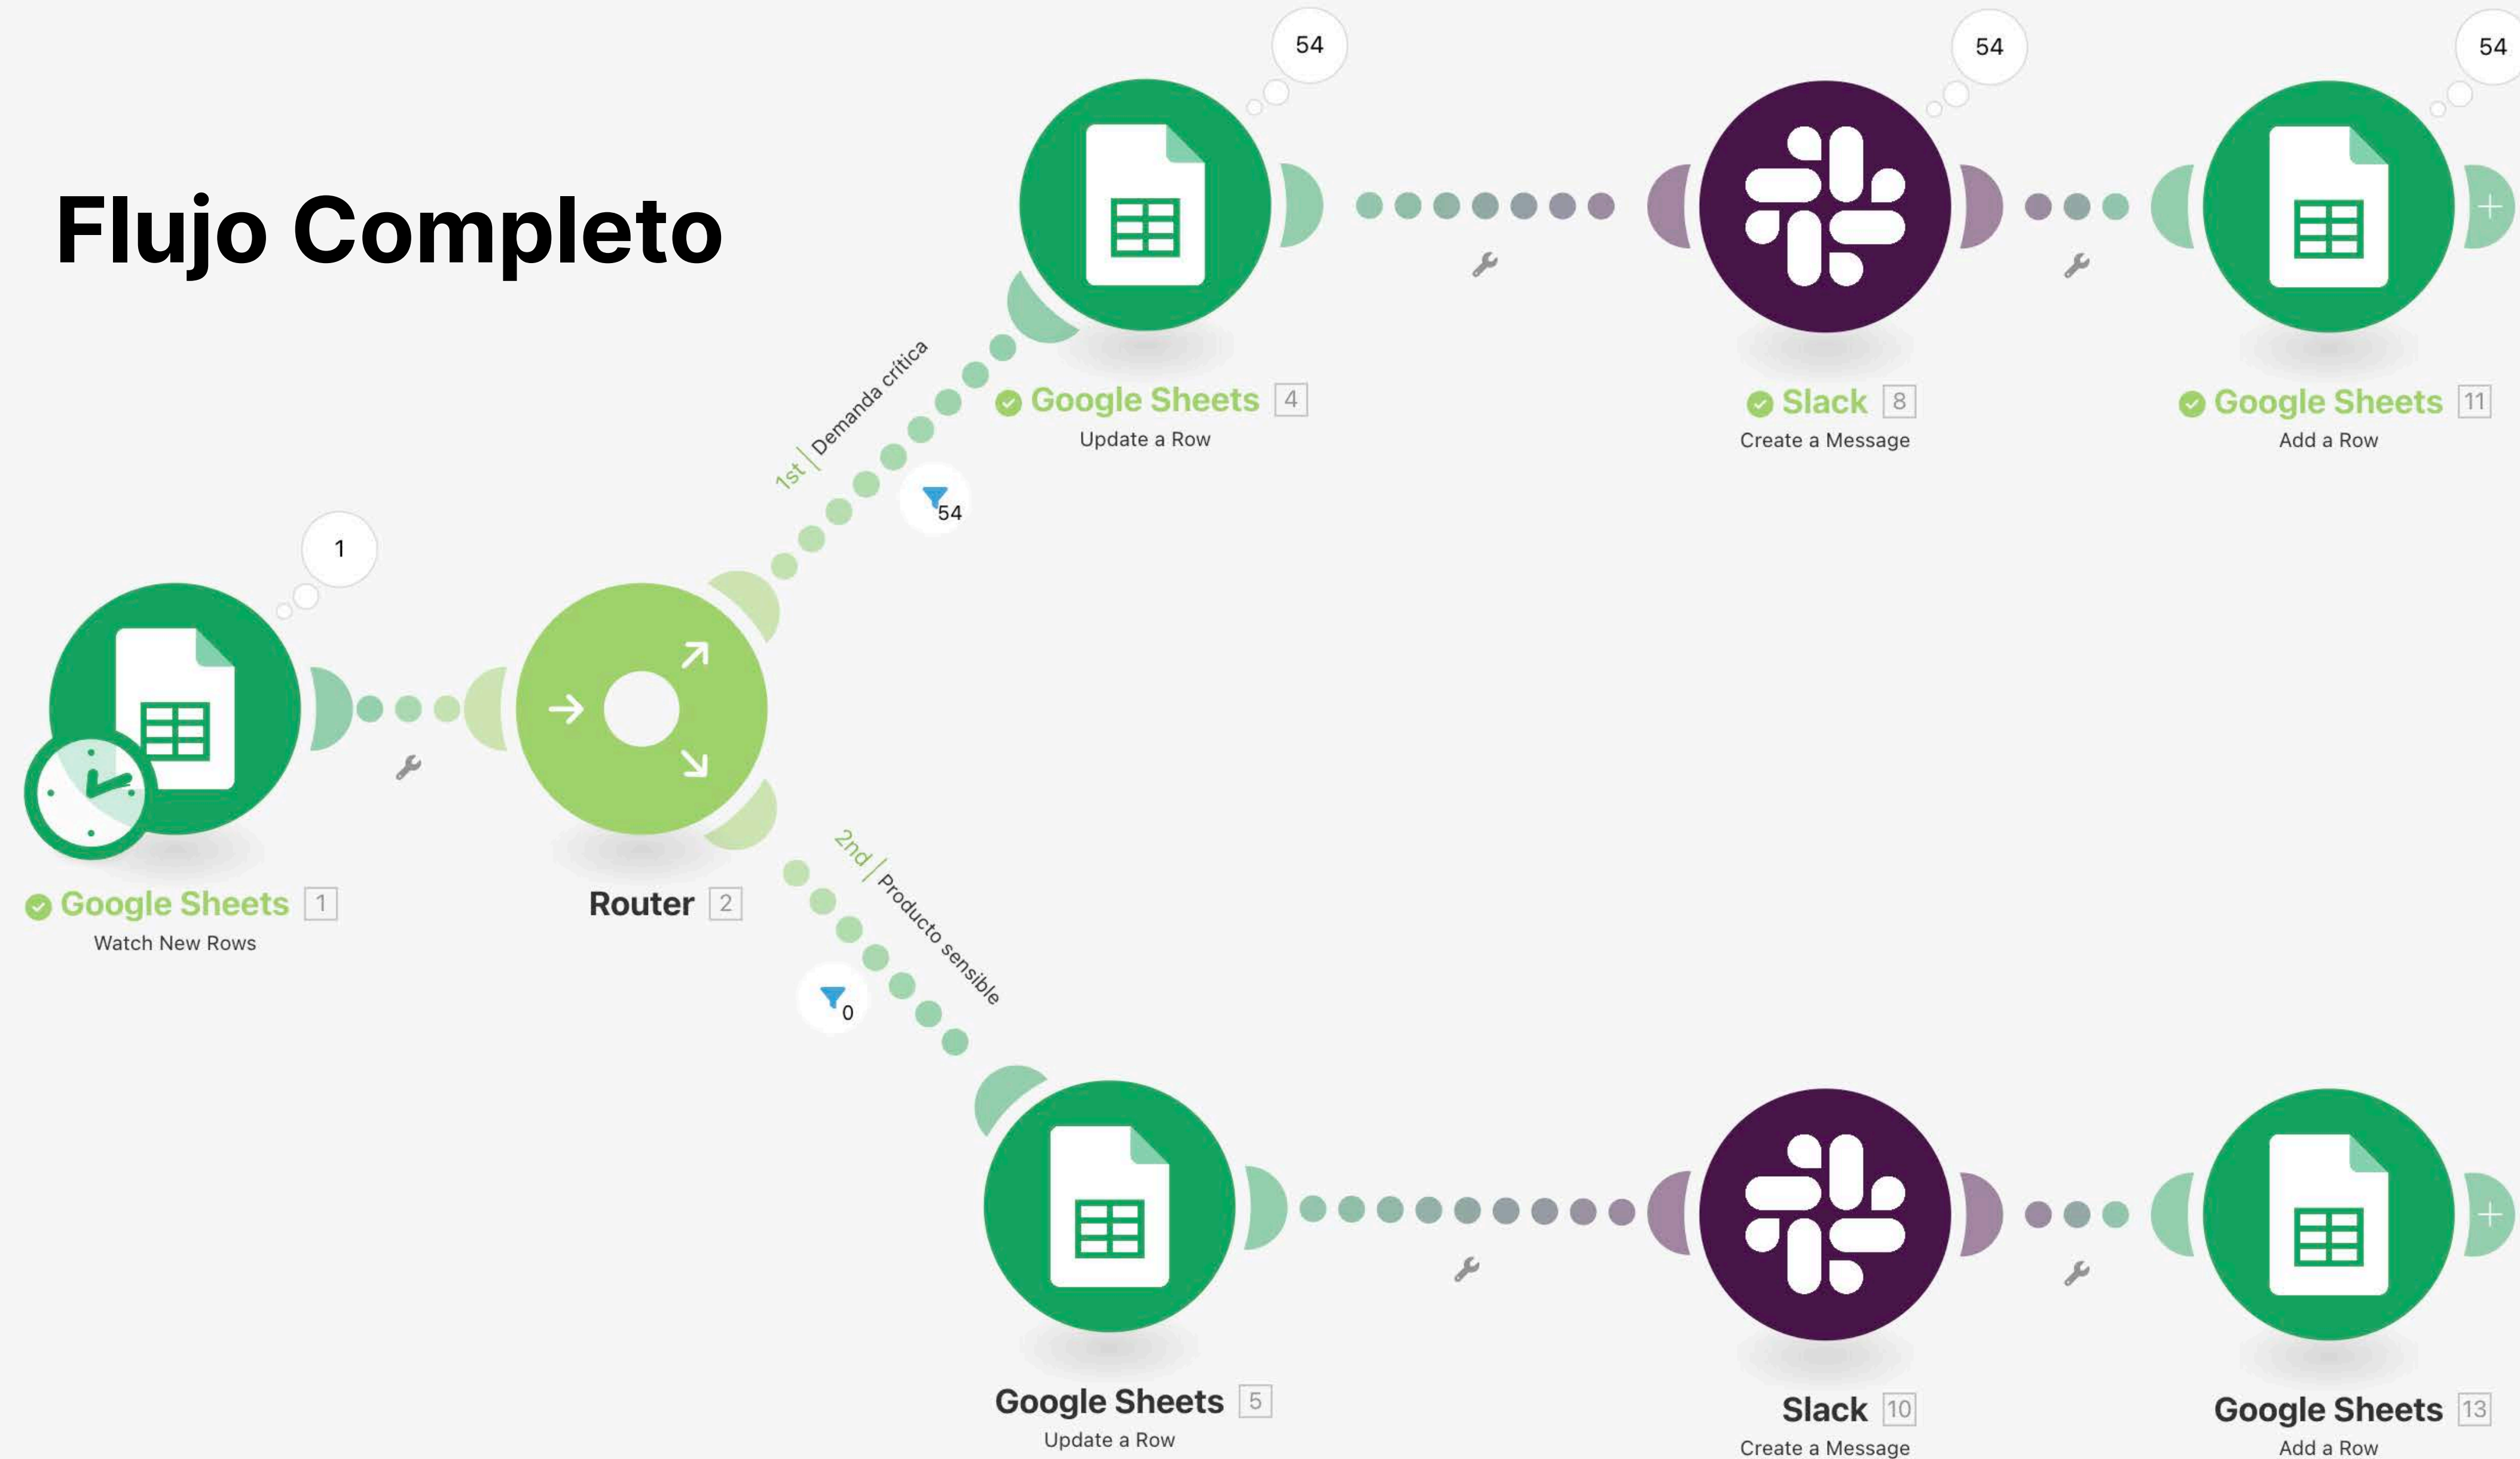 Flujo Completo
54
54
54
Google Sheets 4
Update a Row
Slack 8
Create a Message
Google Sheets 11
Add a Row
1st | Demanda crítica
54
1
Google Sheets 1
Watch New Rows
Router 2
2nd | Producto sensible
0
Google Sheets 5
Update a Row
Slack 10
Create a Message
Google Sheets 13
Add a Row